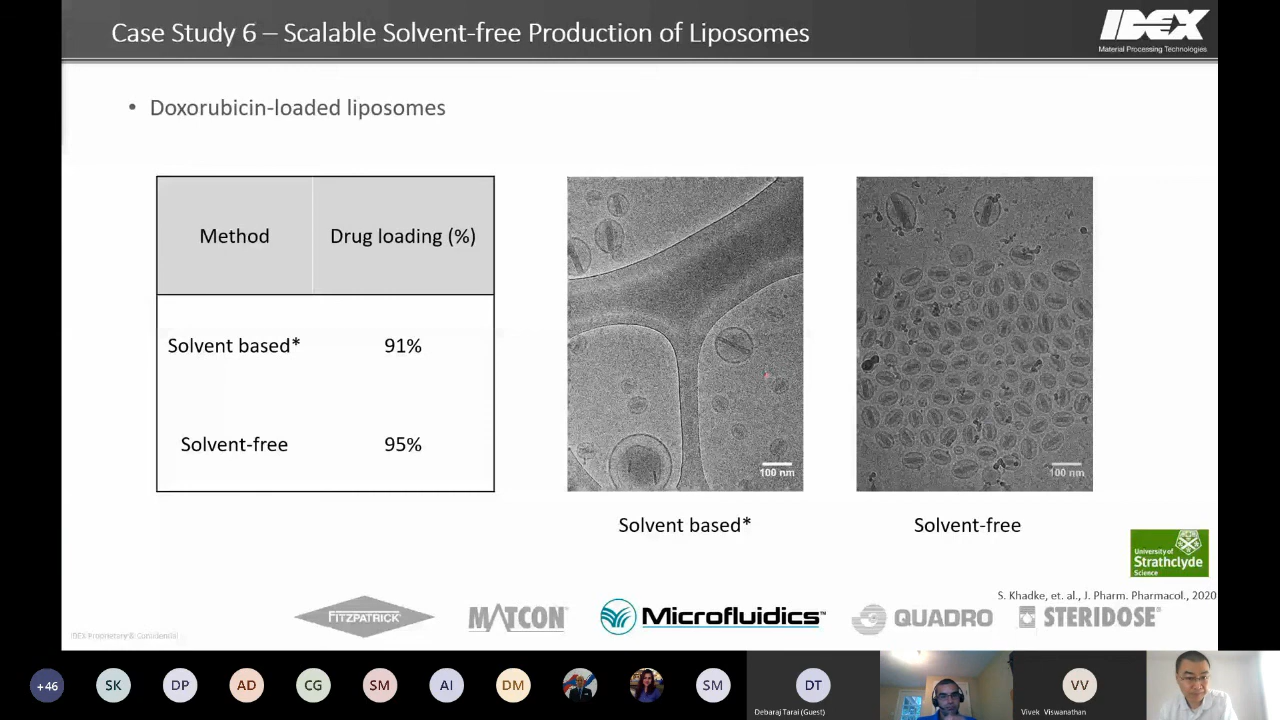 Case Study 6 – Scalable Solvent-free Production of Liposomes
IDEX
Material Processing Technologies
• Doxorubicin-loaded liposomes
Method Drug loading (%)
Solvent based* 91%
Solvent-free 95%
100 nm
100 nm
Solvent based* Solvent-free
University of
Strathclyde
Science
S. Khadke, et. al., J. Pharm. Pharmacol., 2020
FITZPATRICK
MATCON
Microfluidics™
QUADRO
STERIDOSE
IDEX Proprietary & Confidential
+46 SK DP AD CG SM AI DM SM DT VV
Debaraj Tarai (Guest)
Vivek Viswanathan